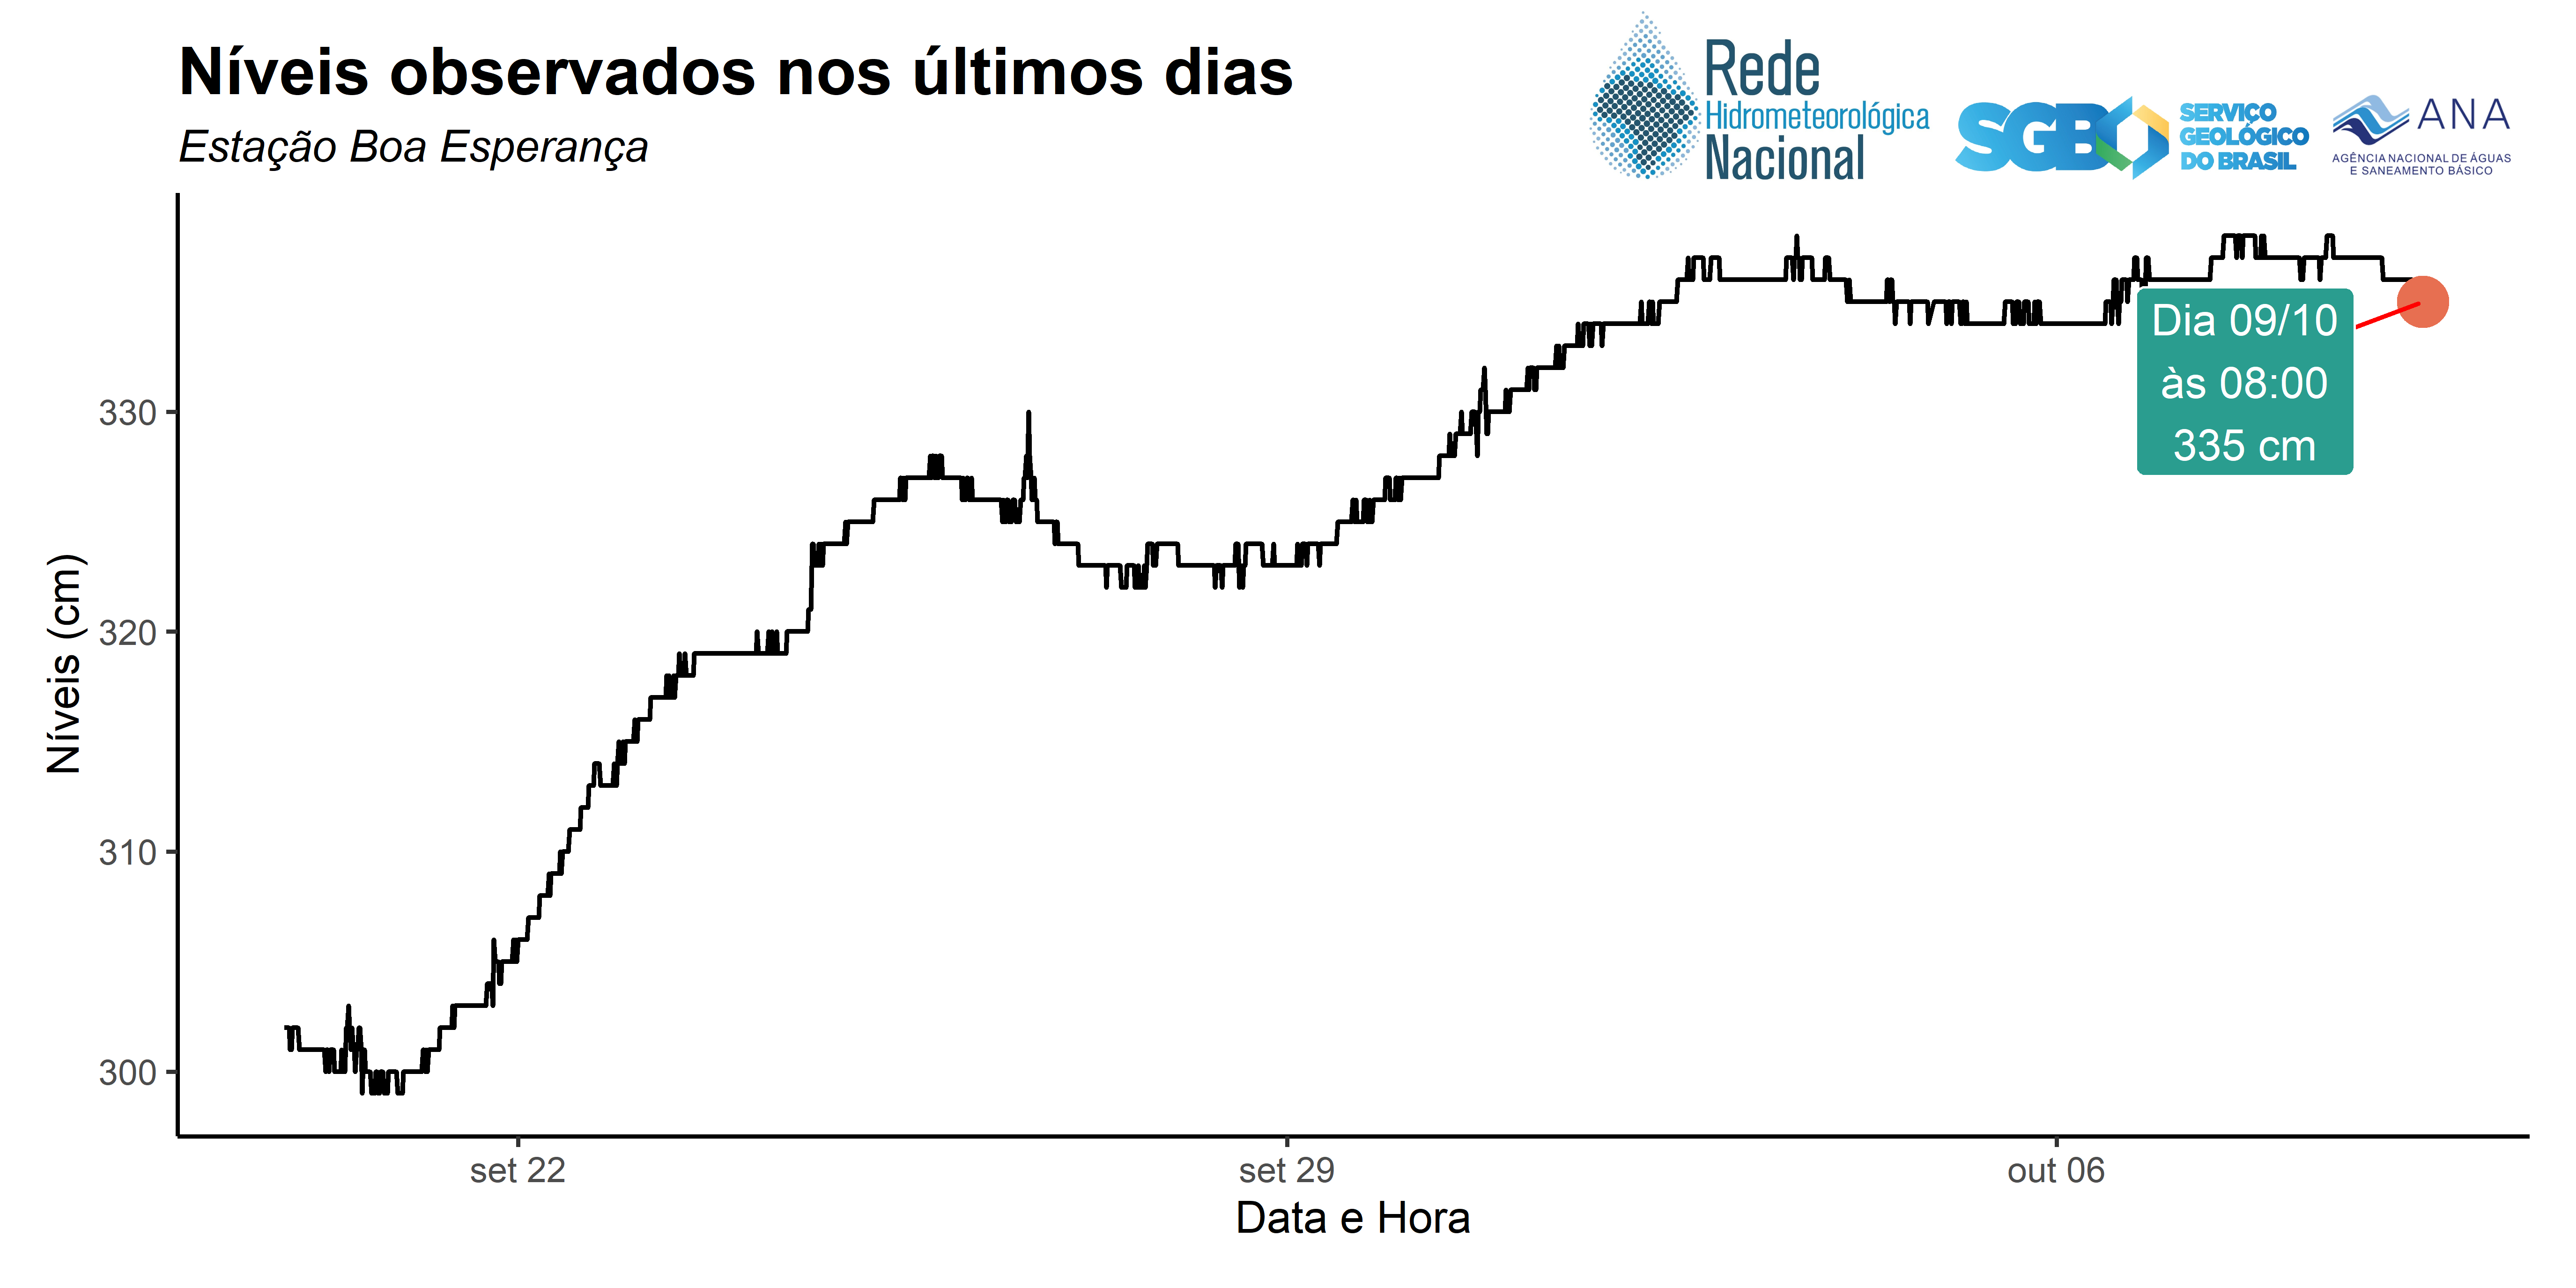 Níveis observados nos últimos dias
Estação Boa Esperança
Rede
Hidrometeorológica
Nacional
SGB
SERVIÇO
GEOLÓGICO
DO BRASIL
ANA
AGÊNCIA NACIONAL DE ÁGUAS
E SANEAMENTO BÁSICO
Níveis (cm)
330
320
310
300
Dia 09/10
às 08:00
335 cm
set 22
set 29
out 06
Data e Hora